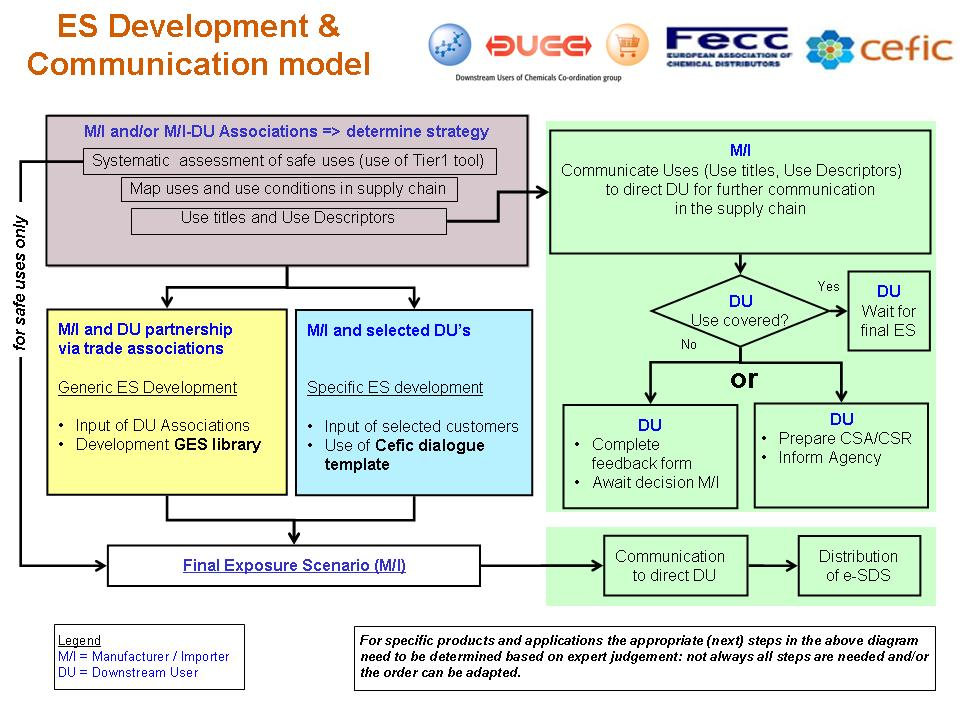 ES Development &
Communication model
DUCC
Downstream Users of Chemicals Co-ordination group
Fecc
EUROPEAN ASSOCIATION OF
CHEMICAL DISTRIBUTORS
cefic
M/I and/or M/I-DU Associations => determine strategy
Systematic assessment of safe uses (use of Tier1 tool)
Map uses and use conditions in supply chain
Use titles and Use Descriptors
for safe uses only
M/I
Communicate Uses (Use titles, Use Descriptors)
to direct DU for further communication
in the supply chain
DU
Use covered?
Yes
No
DU
Wait for
final ES
or
DU
• Complete
feedback form
• Await decision M/I
DU
• Prepare CSA/CSR
• Inform Agency
M/I and DU partnership
via trade associations
Generic ES Development
• Input of DU Associations
• Development GES library
M/I and selected DU's
Specific ES development
• Input of selected customers
• Use of Cefic dialogue
template
Final Exposure Scenario (M/I)
Communication
to direct DU
Distribution
of e-SDS
Legend
M/I = Manufacturer / Importer
DU = Downstream User
For specific products and applications the appropriate (next) steps in the above diagram
need to be determined based on expert judgement: not always all steps are needed and/or
the order can be adapted.